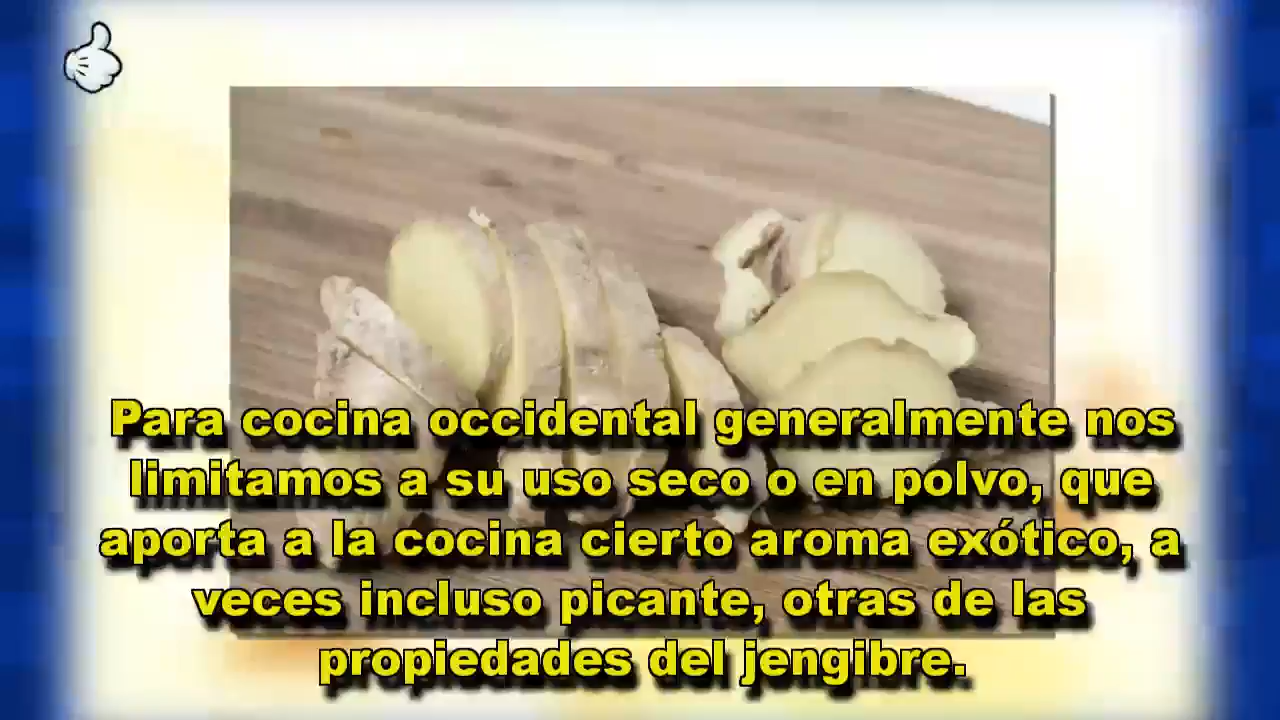 Para cocina occidental generalmente nos
limitamos a su uso seco o en polvo, que
aporta a la cocina cierto aroma exótico, a
veces incluso picante, otras de las
propiedades del jengibre.